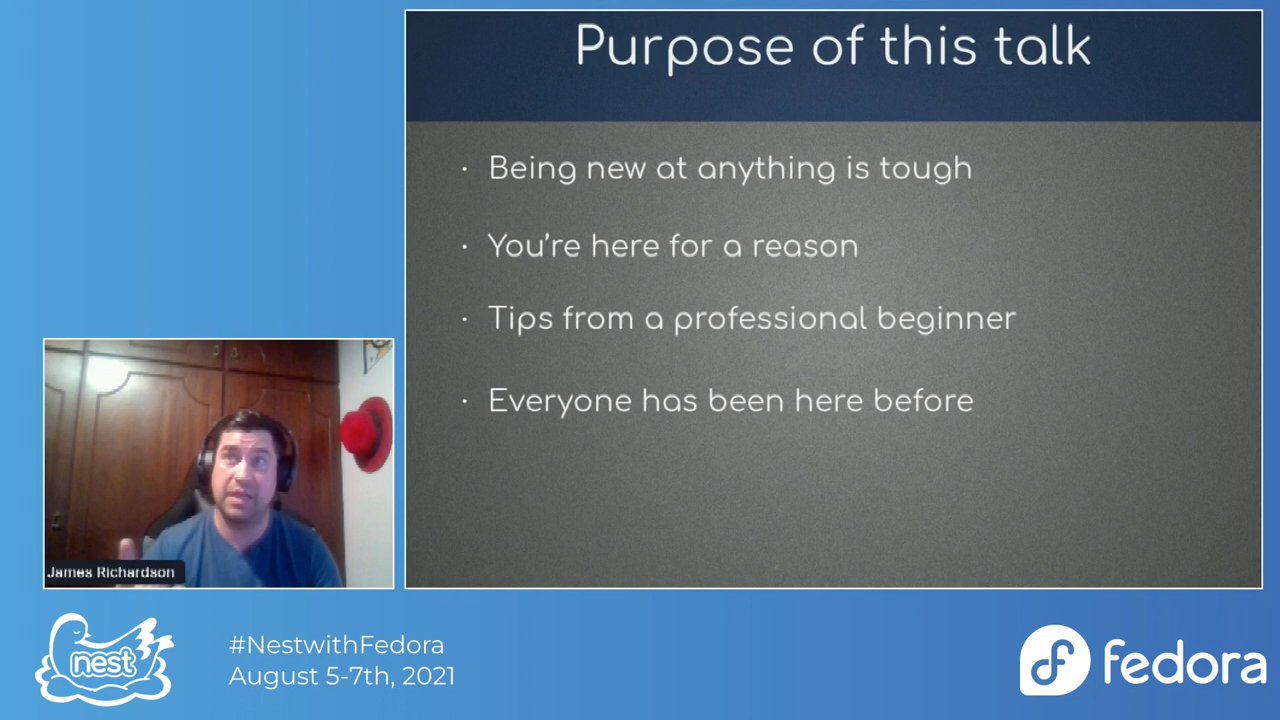 Purpose of this talk
· Being new at anything is tough
· You’re here for a reason
· Tips from a professional beginner
· Everyone has been here before
James Richardson
nest
#NestwithFedora
August 5-7th, 2021
fedora